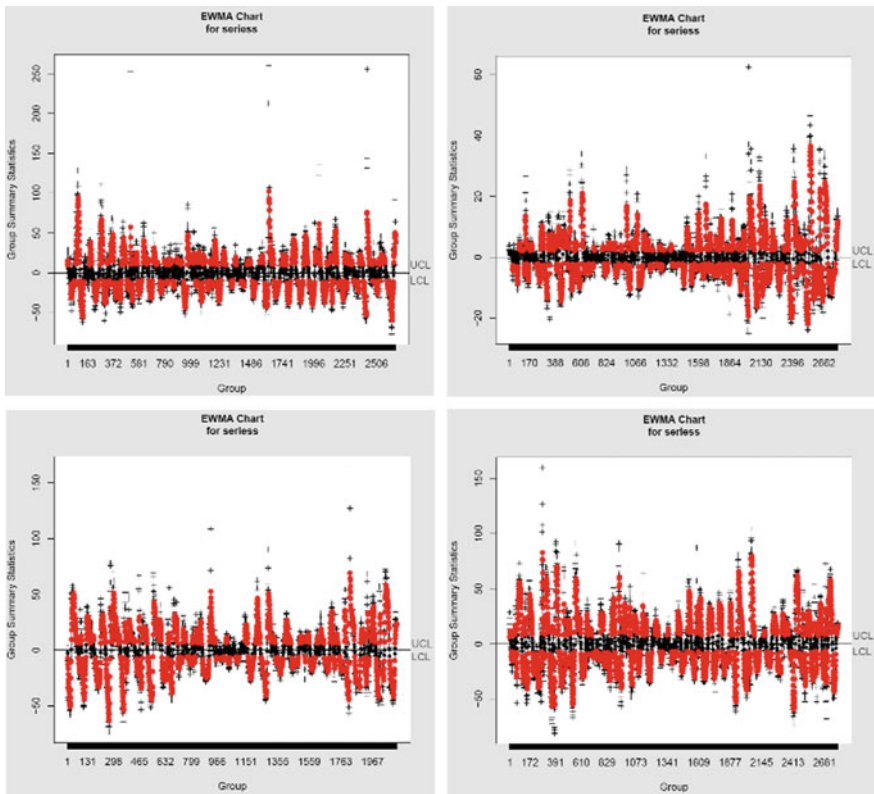 EWMA Chart
for seriess
Group Summary Statistics
250
200
150
100
50
0
−50
UCL
LCL
1 163 372 581 790 999 1231 1486 1741 1996 2251 2506
Group
EWMA Chart
for seriess
Group Summary Statistics
60
40
20
0
−20
UCL
LCL
1 170 388 606 824 1066 1332 1598 1864 2130 2396 2662
Group
EWMA Chart
for seriess
Group Summary Statistics
150
100
50
0
−50
UCL
LCL
1 131 298 465 632 799 966 1151 1355 1559 1763 1967
Group
EWMA Chart
for seriess
Group Summary Statistics
150
100
50
0
−50
UCL
LCL
1 172 391 610 829 1073 1341 1609 1877 2145 2413 2681
Group